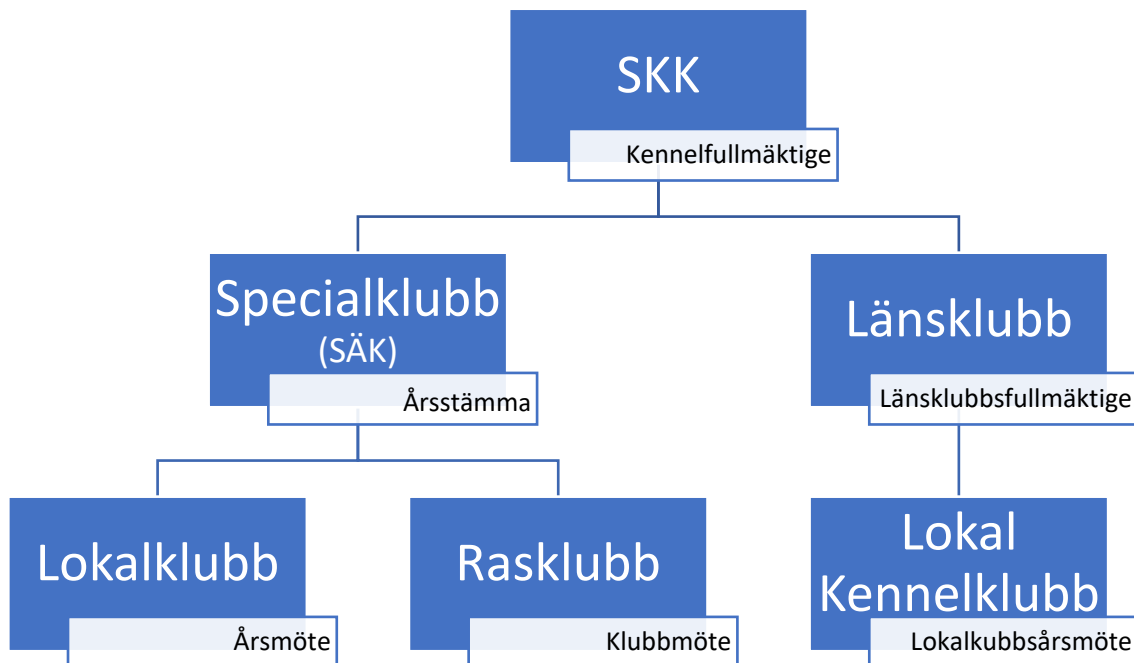 SKK
Kennelfullmäktige
Specialklubb
(SÄK)
Årsstämma
Länsklubb
Länsklubbsfullmäktige
Lokalklubb
Årsmöte
Rasklubb
Klubbmöte
Lokal
Kennelklubb
Lokalkubbsårsmöte